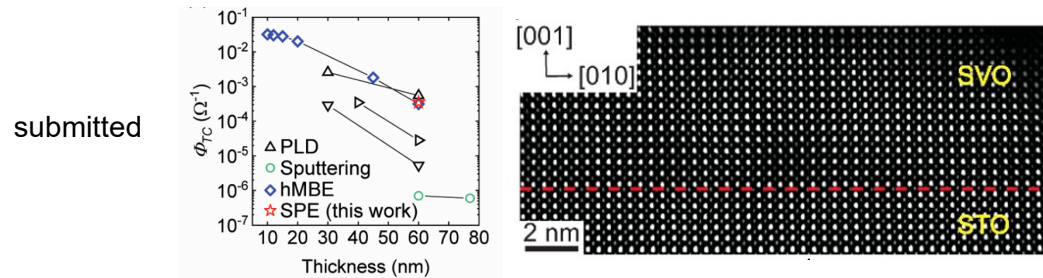 submitted
Φ_TC (Ω⁻¹)
10⁻¹
10⁻²
10⁻³
10⁻⁴
10⁻⁵
10⁻⁶
10⁻⁷
PLD
Sputtering
hMBE
SPE (this work)
10 20 30 40 50 60 70 80
Thickness (nm)
[001]
[010]
SVO
STO
2 nm